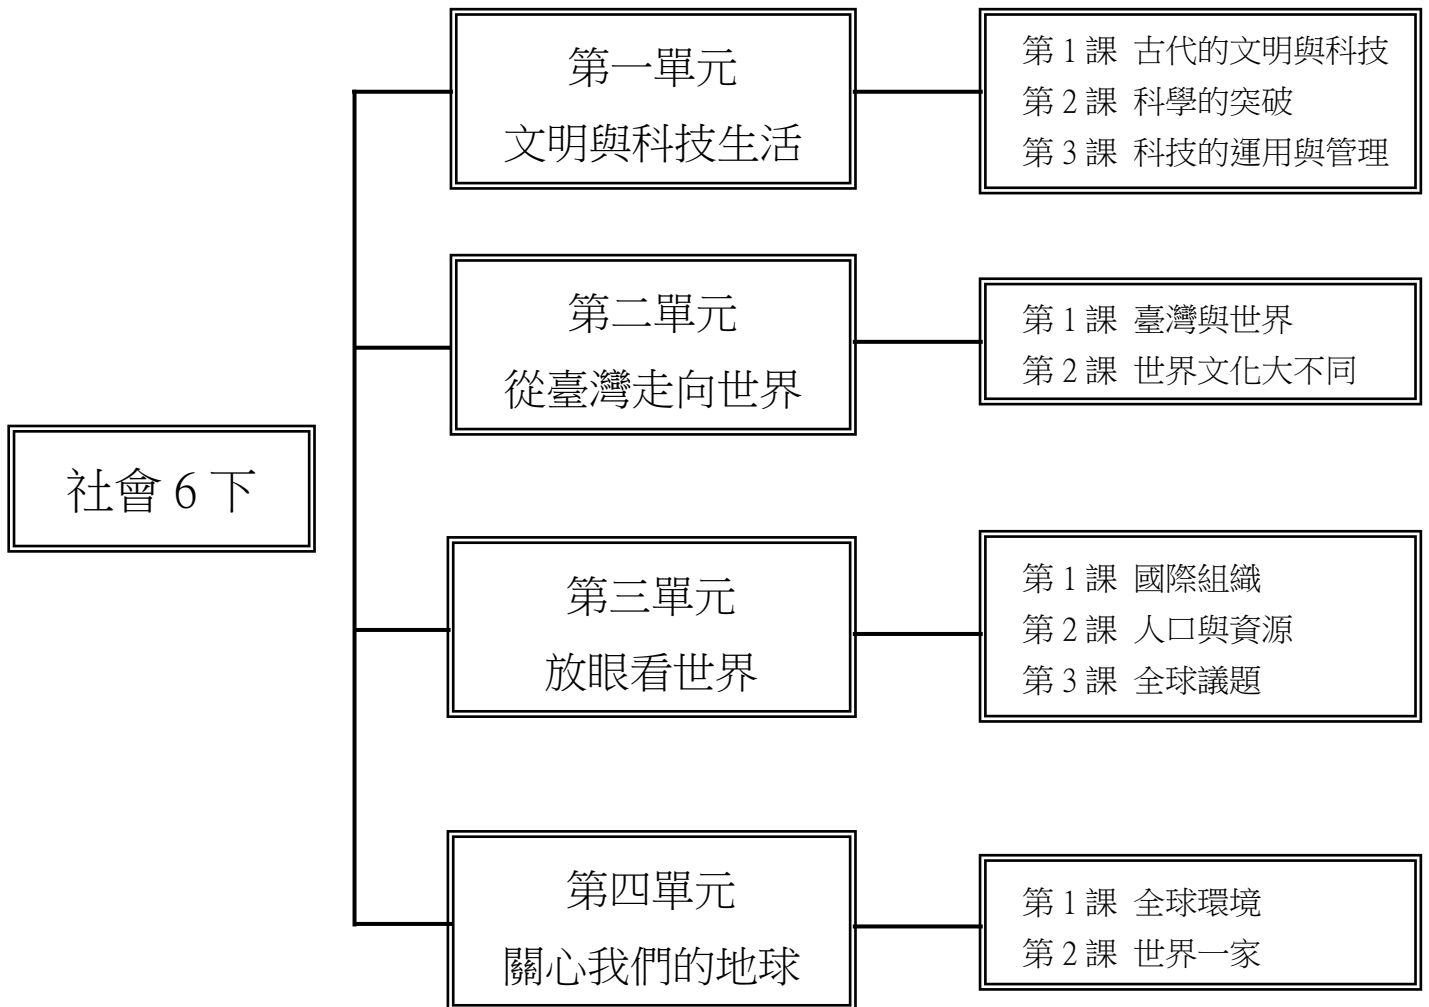 社會 6 下
第一單元
文明與科技生活
第 1 課 古代的文明與科技
第 2 課 科學的突破
第 3 課 科技的運用與管理
第二單元
從臺灣走向世界
第 1 課 臺灣與世界
第 2 課 世界文化大不同
第三單元
放眼看世界
第 1 課 國際組織
第 2 課 人口與資源
第 3 課 全球議題
第四單元
關心我們的地球
第 1 課 全球環境
第 2 課 世界一家